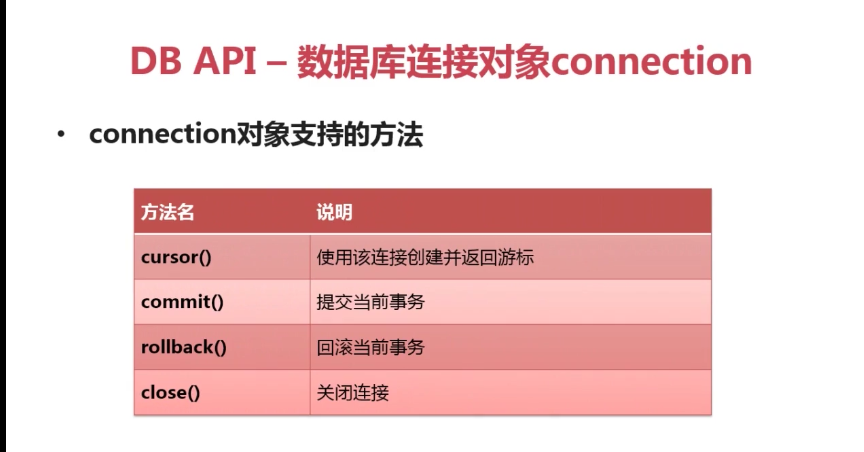 DB API – 数据库连接对象connection
• connection对象支持的方法
方法名 说明
cursor() 使用该连接创建并返回游标
commit() 提交当前事务
rollback() 回滚当前事务
close() 关闭连接